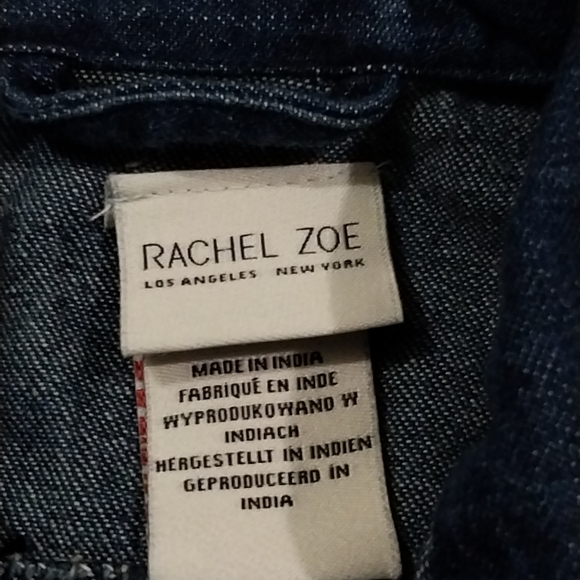 RACHEL ZOE
LOS ANGELES NEW YORK
MADE IN INDIA
FABRIQUÉ EN INDE
WYPRODUKOWANO W
INDIACH
HERGESTELLT IN INDIEN
GEPRODUCEERD IN
INDIA